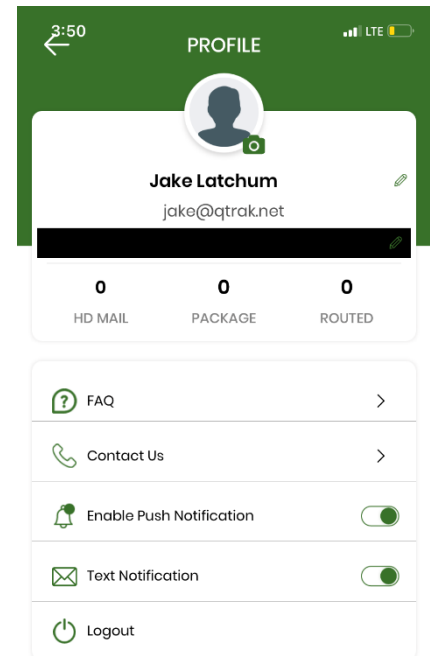 3:50 LTE
PROFILE
Jake Latchum
jake@qtrak.net
0 0 0
HD MAIL PACKAGE ROUTED
? FAQ
Contact Us
Enable Push Notification
Text Notification
Logout